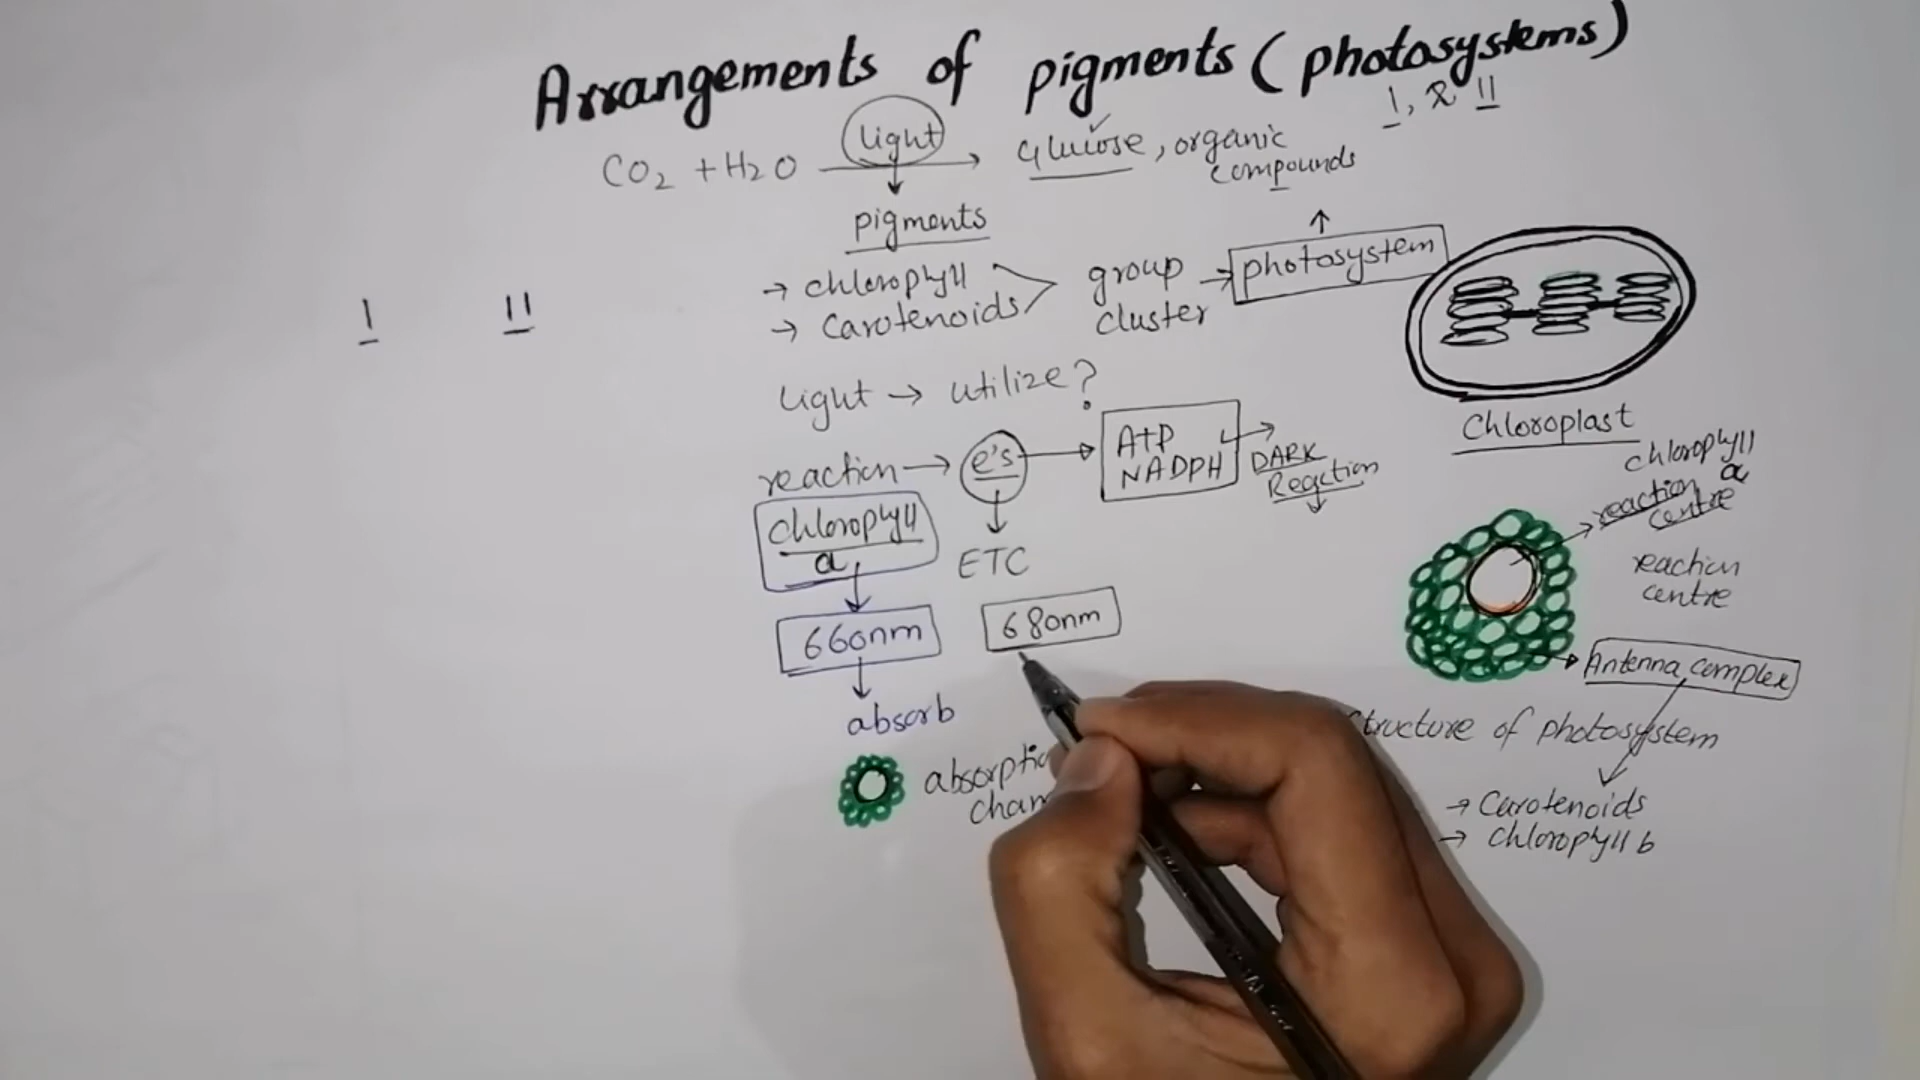 Arrangements of pigments (photosystems)
I, & II
CO2 + H2O light → Glucose, organic
compounds
pigments
→ chlorophyll
→ Carotenoids
group → photosystem
cluster
I II
light → utilize?
Chloroplast
reaction → e's → ATP
NADPH
DARK
Reaction
chlorophyll
a
ETC
660nm
680nm
absorb
absorptio
chan
chlorophyll
a
reaction
centre
reaction
centre
Antenna complex
structure of photosystem
→ Carotenoids
→ chlorophyll b